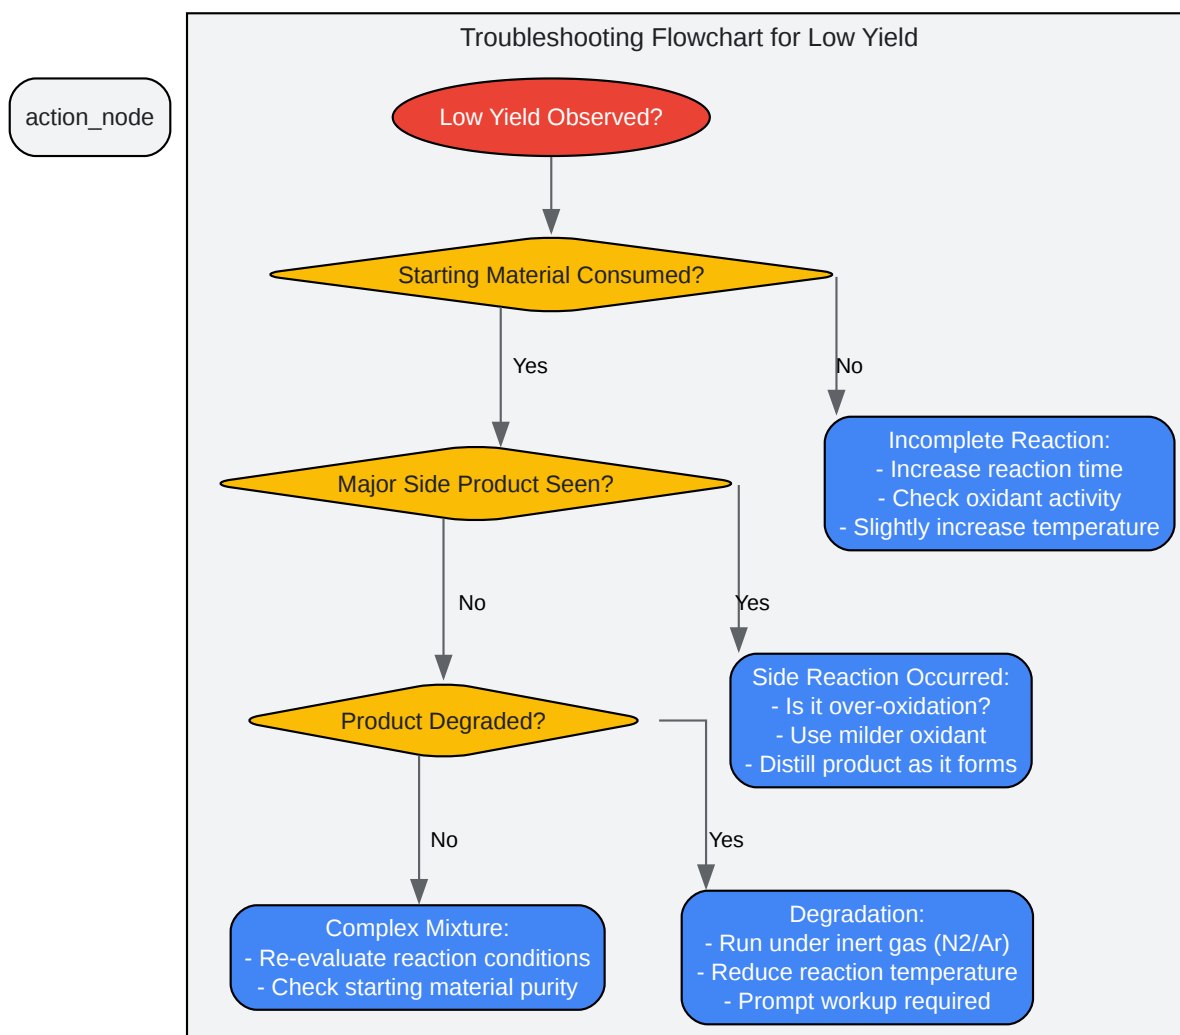 Troubleshooting Flowchart for Low Yield
action_node
Low Yield Observed?
Starting Material Consumed?
Yes
No
Incomplete Reaction:
- Increase reaction time
- Check oxidant activity
- Slightly increase temperature
Major Side Product Seen?
No
Yes
Side Reaction Occurred:
- Is it over-oxidation?
- Use milder oxidant
- Distill product as it forms
Product Degraded?
No
Yes
Complex Mixture:
- Re-evaluate reaction conditions
- Check starting material purity
Degradation:
- Run under inert gas (N2/Ar)
- Reduce reaction temperature
- Prompt workup required